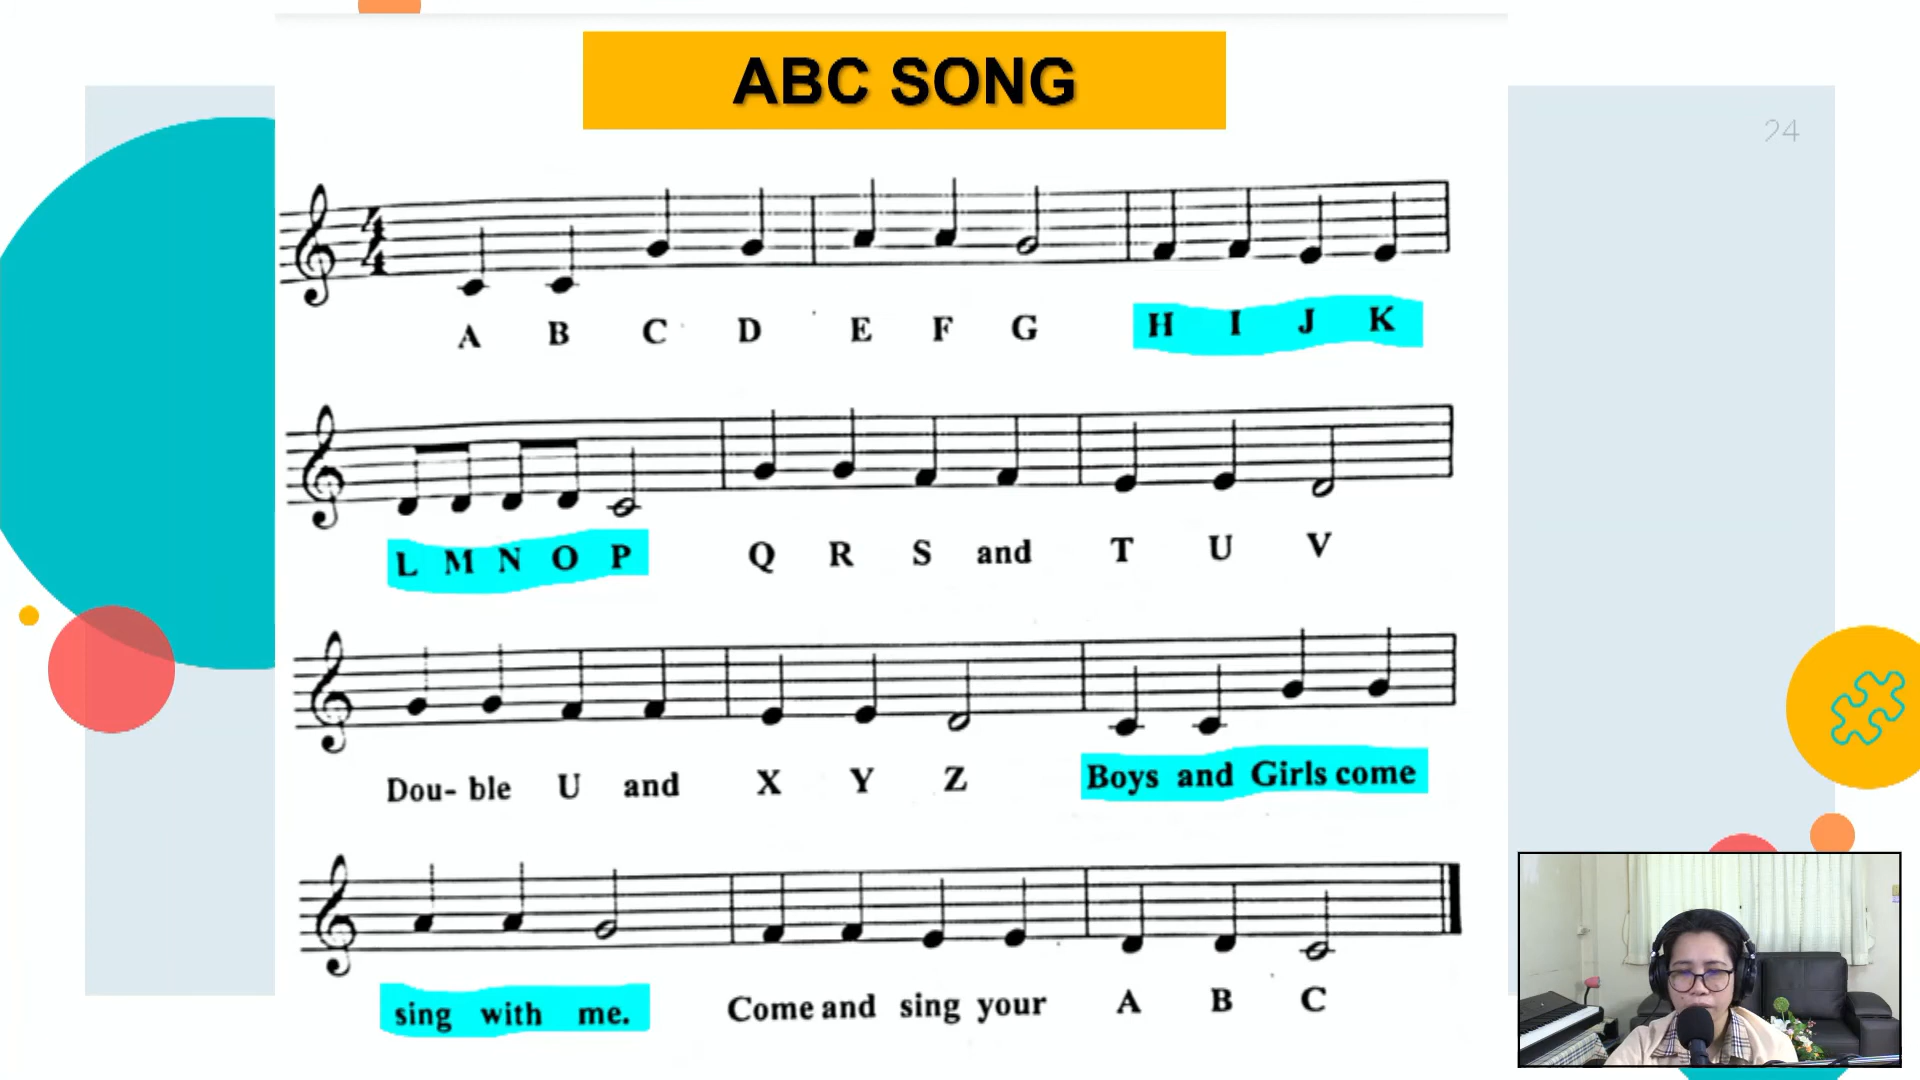 ABC SONG
24
A B C D E F G H I J K
L M N O P Q R S and T U V
Dou- ble U and X Y Z Boys and Girls come
sing with me. Come and sing your A B C